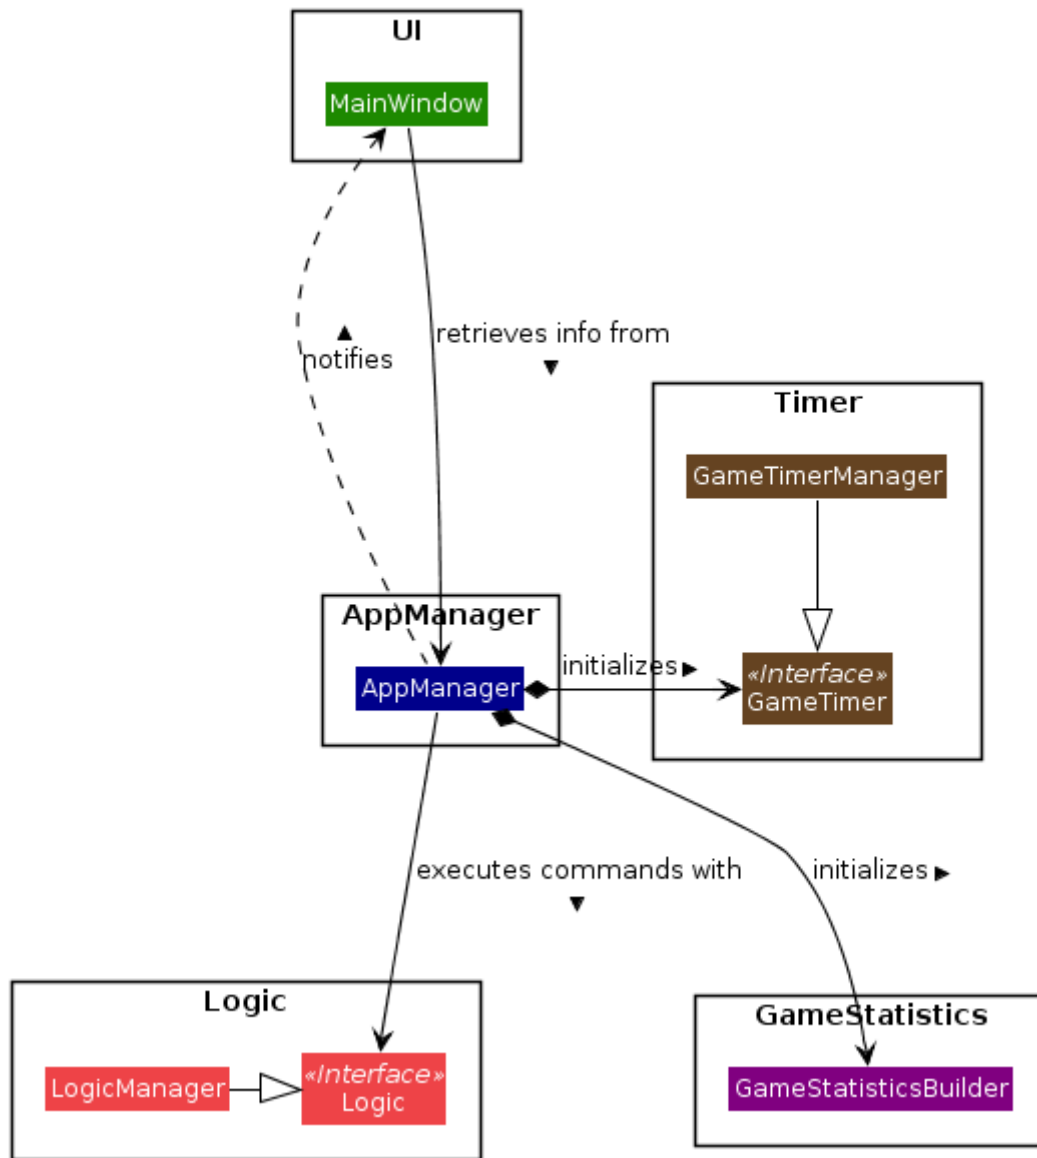 UI
MainWindow
▲
notifies
retrieves info from
▼
Timer
GameTimerManager
AppManager
AppManager
initializes ►
«Interface»
GameTimer
executes commands with
▼
initializes ►
Logic
LogicManager
«Interface»
Logic
GameStatistics
GameStatisticsBuilder